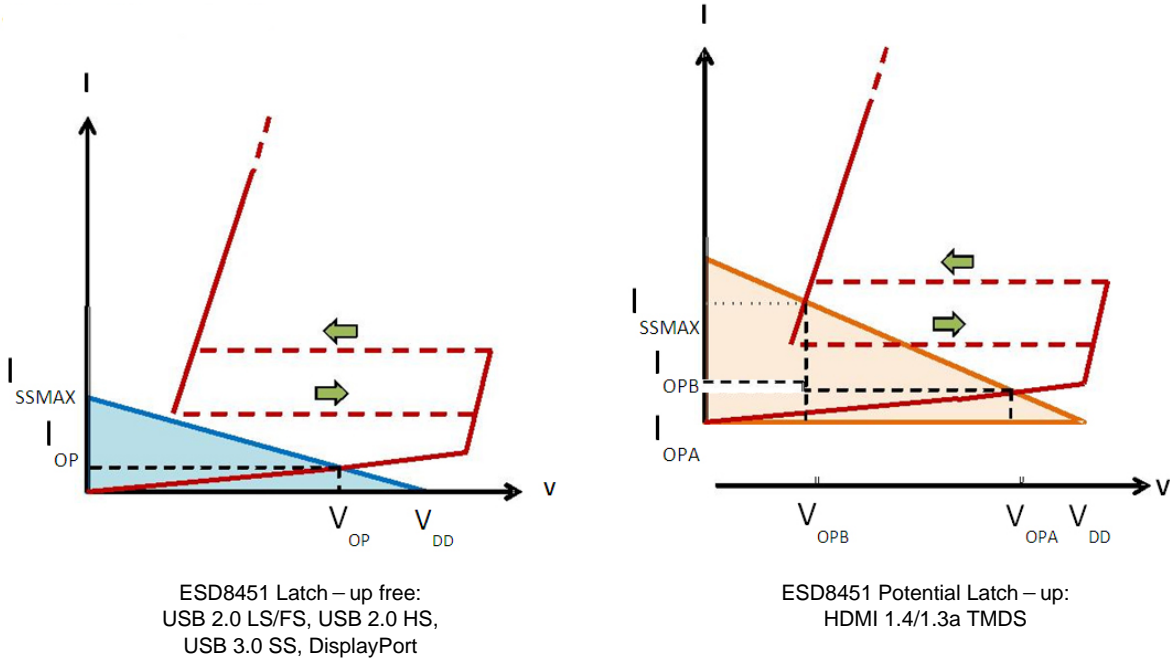 I
I
SSMAX
I
OP
V
V
OP
V
DD
ESD8451 Latch – up free:
USB 2.0 LS/FS, USB 2.0 HS,
USB 3.0 SS, DisplayPort
I
I
SSMAX
I
OPB
I
OPA
V
V
OPB
V
OPA
V
DD
ESD8451 Potential Latch – up:
HDMI 1.4/1.3a TMDS